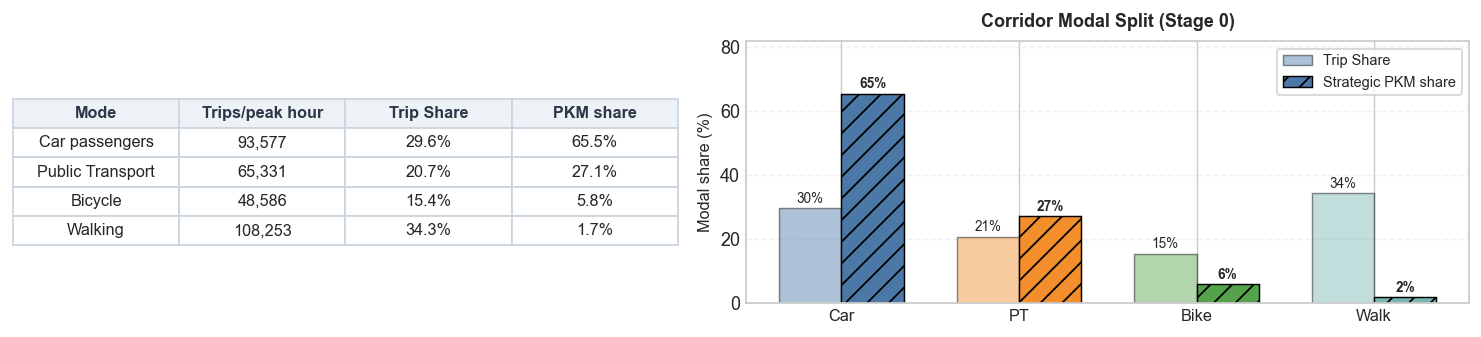 Mode Trips/peak hour Trip Share PKM share
Car passengers 93,577 29.6% 65.5%
Public Transport 65,331 20.7% 27.1%
Bicycle 48,586 15.4% 5.8%
Walking 108,253 34.3% 1.7%
Corridor Modal Split (Stage 0)
Modal share (%)
80
60
40
20
0
Trip Share
Strategic PKM share
30% 65%
21% 27%
15% 6%
34% 2%
Car PT Bike Walk